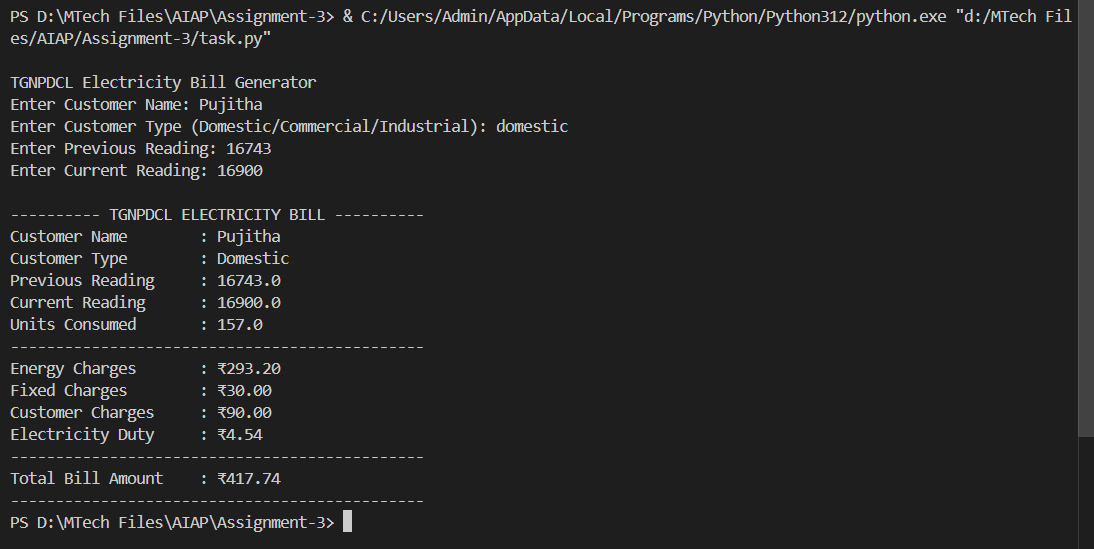 PS D:\MTech Files\AIAP\Assignment-3> & C:/Users/Admin/AppData/Local/Programs/Python/Python312/python.exe "d:/MTech Fil
es/AIAP/Assignment-3/task.py"

TGNPDCL Electricity Bill Generator
Enter Customer Name: Pujitha
Enter Customer Type (Domestic/Commercial/Industrial): domestic
Enter Previous Reading: 16743
Enter Current Reading: 16900

---------- TGNPDCL ELECTRICITY BILL ----------
Customer Name        : Pujitha
Customer Type        : Domestic
Previous Reading     : 16743.0
Current Reading      : 16900.0
Units Consumed       : 157.0
----------------------------------------------
Energy Charges       : ₹293.20
Fixed Charges        : ₹30.00
Customer Charges     : ₹90.00
Electricity Duty     : ₹4.54
----------------------------------------------
Total Bill Amount    : ₹417.74
----------------------------------------------
PS D:\MTech Files\AIAP\Assignment-3>